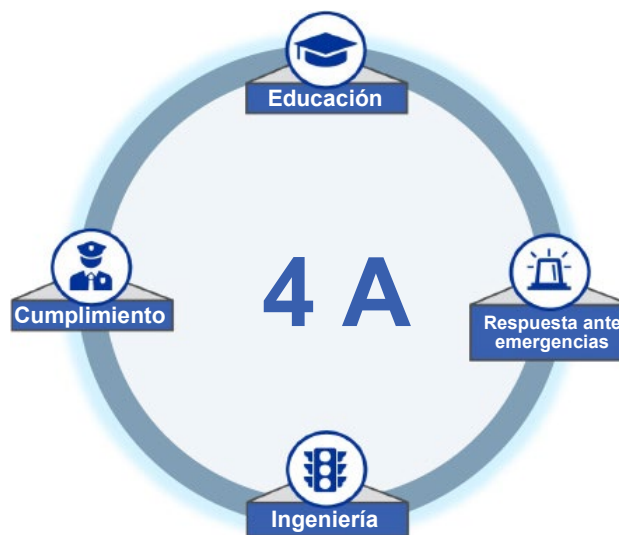 Educación
Cumplimiento
4 A
Respuesta ante
emergencias
Ingeniería